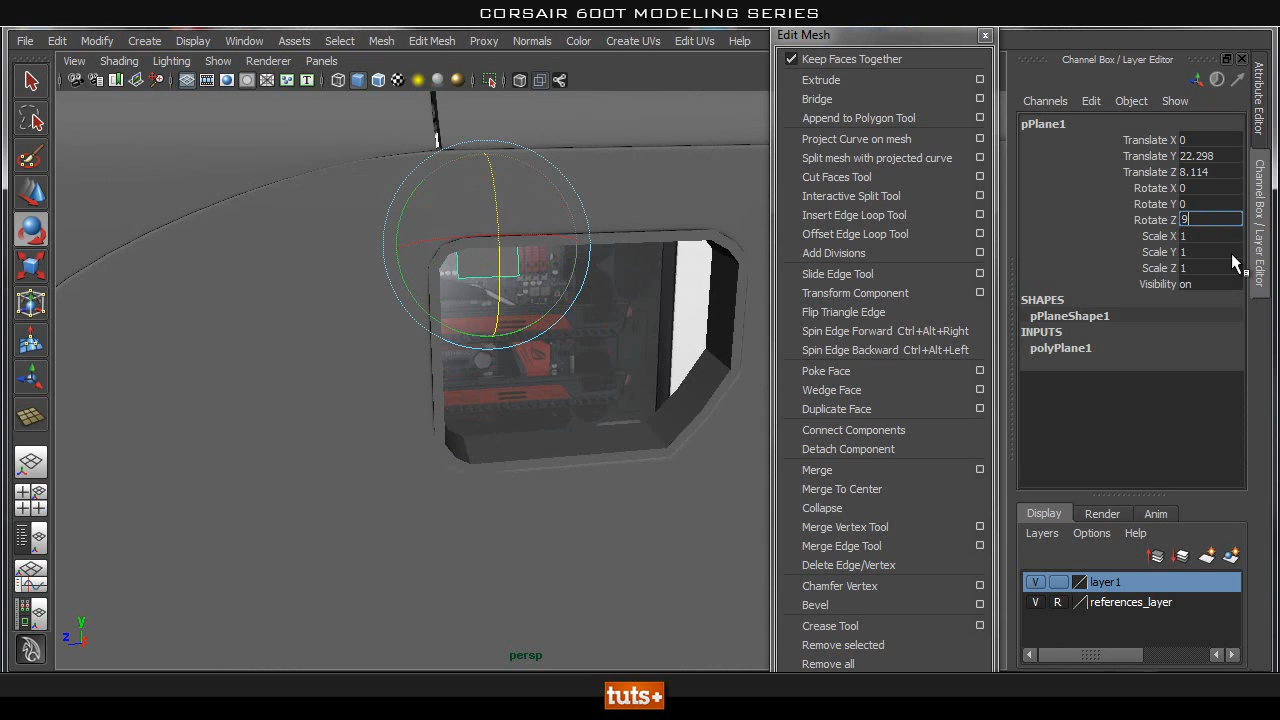 CORSAIR 600T MODELING SERIES
File Edit Modify Create Display Window Assets Select Mesh Edit Mesh Proxy Normals Color Create UVs Edit UVs Help
View Shading Lighting Show Renderer Panels
persp
y
z
Edit Mesh
Keep Faces Together
Extrude
Bridge
Append to Polygon Tool
Project Curve on mesh
Split mesh with projected curve
Cut Faces Tool
Interactive Split Tool
Insert Edge Loop Tool
Offset Edge Loop Tool
Add Divisions
Slide Edge Tool
Transform Component
Flip Triangle Edge
Spin Edge Forward Ctrl+Alt+Right
Spin Edge Backward Ctrl+Alt+Left
Poke Face
Wedge Face
Duplicate Face
Connect Components
Detach Component
Merge
Merge To Center
Collapse
Merge Vertex Tool
Merge Edge Tool
Delete Edge/Vertex
Chamfer Vertex
Bevel
Crease Tool
Remove selected
Remove all
Channel Box / Layer Editor
Channels Edit Object Show
pPlane1
Translate X 0
Translate Y 22.298
Translate Z 8.114
Rotate X 0
Rotate Y 0
Rotate Z 9
Scale X 1
Scale Y 1
Scale Z 1
Visibility on
SHAPES
pPlaneShape1
INPUTS
polyPlane1
Display Render Anim
Layers Options Help
V layer1
V R references_layer
Attribute Editor
Channel Box / Layer Editor
tuts+